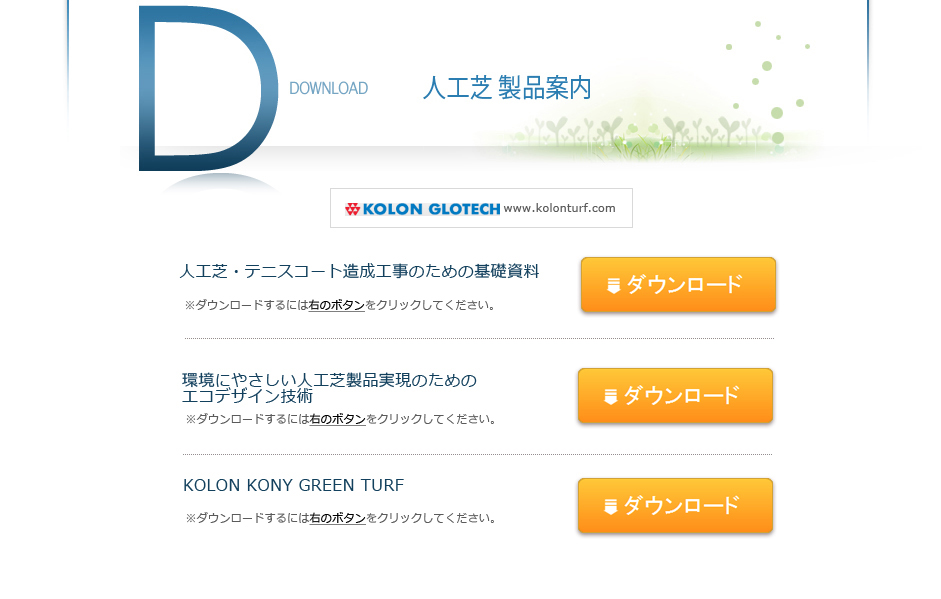 D
DOWNLOAD
人工芝 製品案内
KOLON GLOTECH www.kolonturf.com
人工芝・テニスコート造成工事のための基礎資料
ダウンロード
※ダウンロードするには右のボタンをクリックしてください。
環境にやさしい人工芝製品実現のための
エコデザイン技術
ダウンロード
※ダウンロードするには右のボタンをクリックしてください。
KOLON KONY GREEN TURF
ダウンロード
※ダウンロードするには右のボタンをクリックしてください。